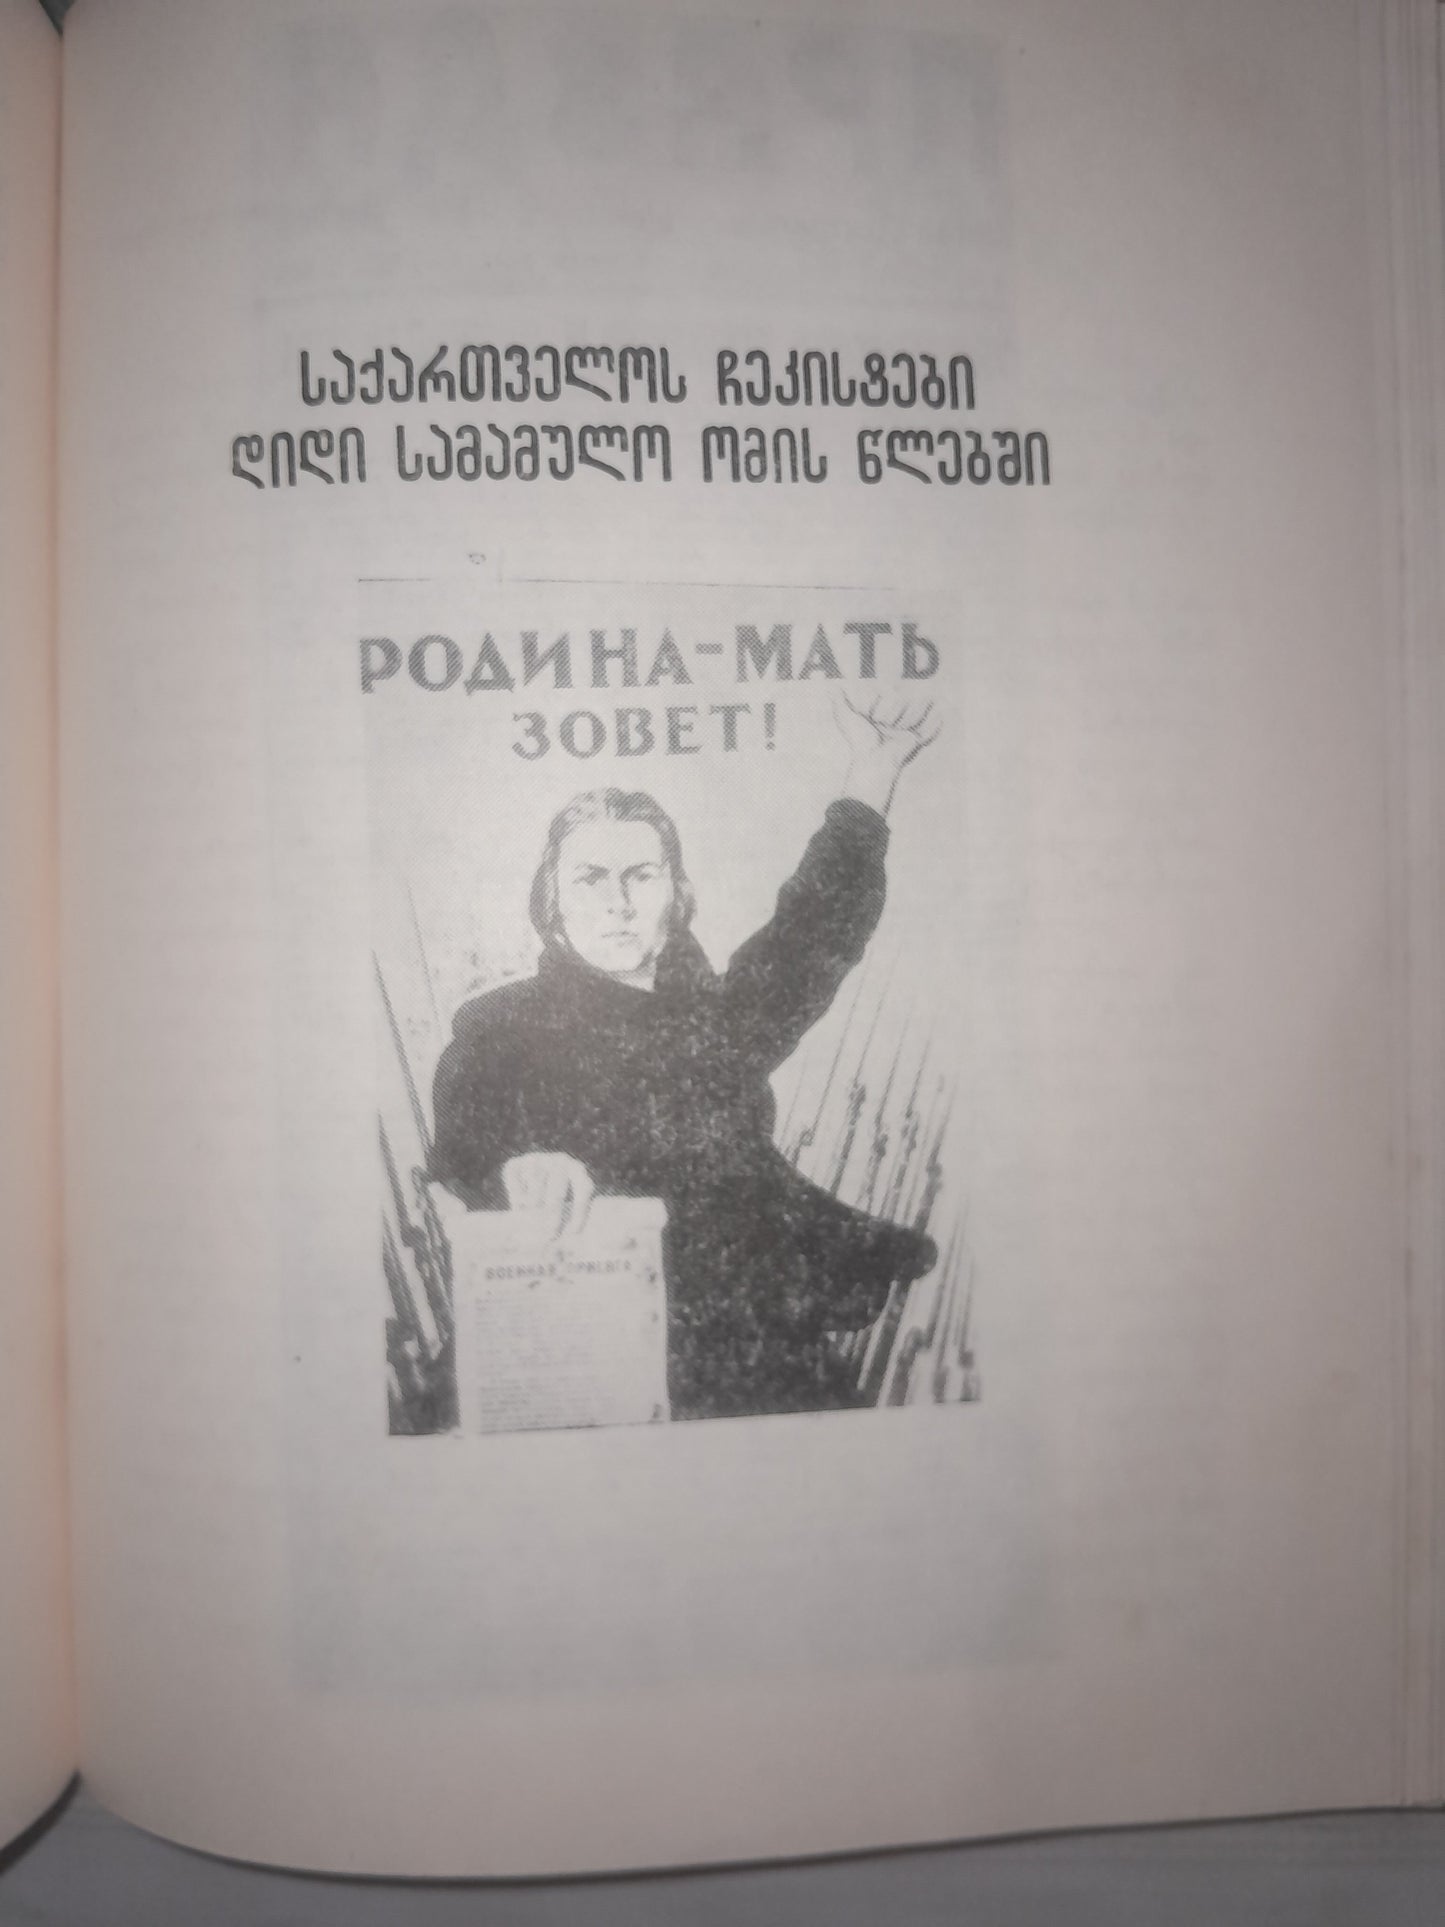 საქართველოს ჩეკისტები
დიდი სამამულო ომის წლებში
РОДИНА-МАТЬ
ЗОВЕТ!
ВОЕННАЯ ПРИСЯГА